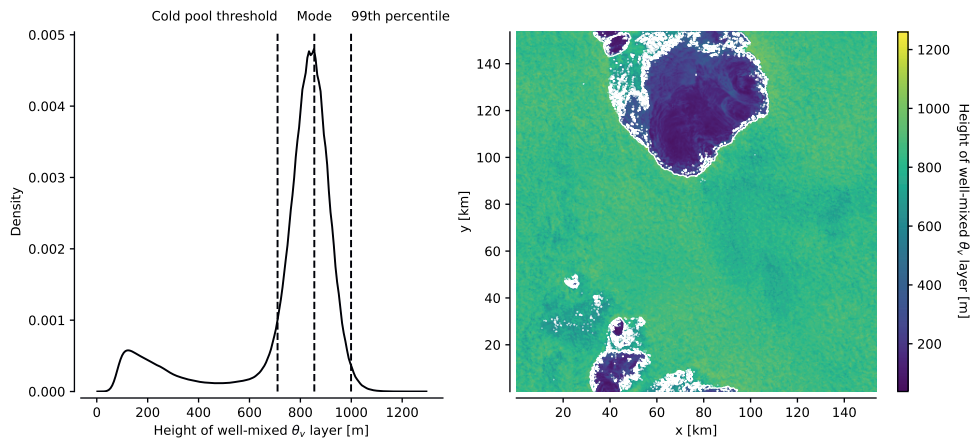 Cold pool threshold Mode 99th percentile
0.005
0.004
0.003
0.002
0.001
0.000
Density
0 200 400 600 800 1000 1200
Height of well-mixed θᵥ layer [m]
140
120
100
80
60
40
20
y [km]
20 40 60 80 100 120 140
x [km]
1200
1000
800
600
400
200
Height of well-mixed θᵥ layer [m]